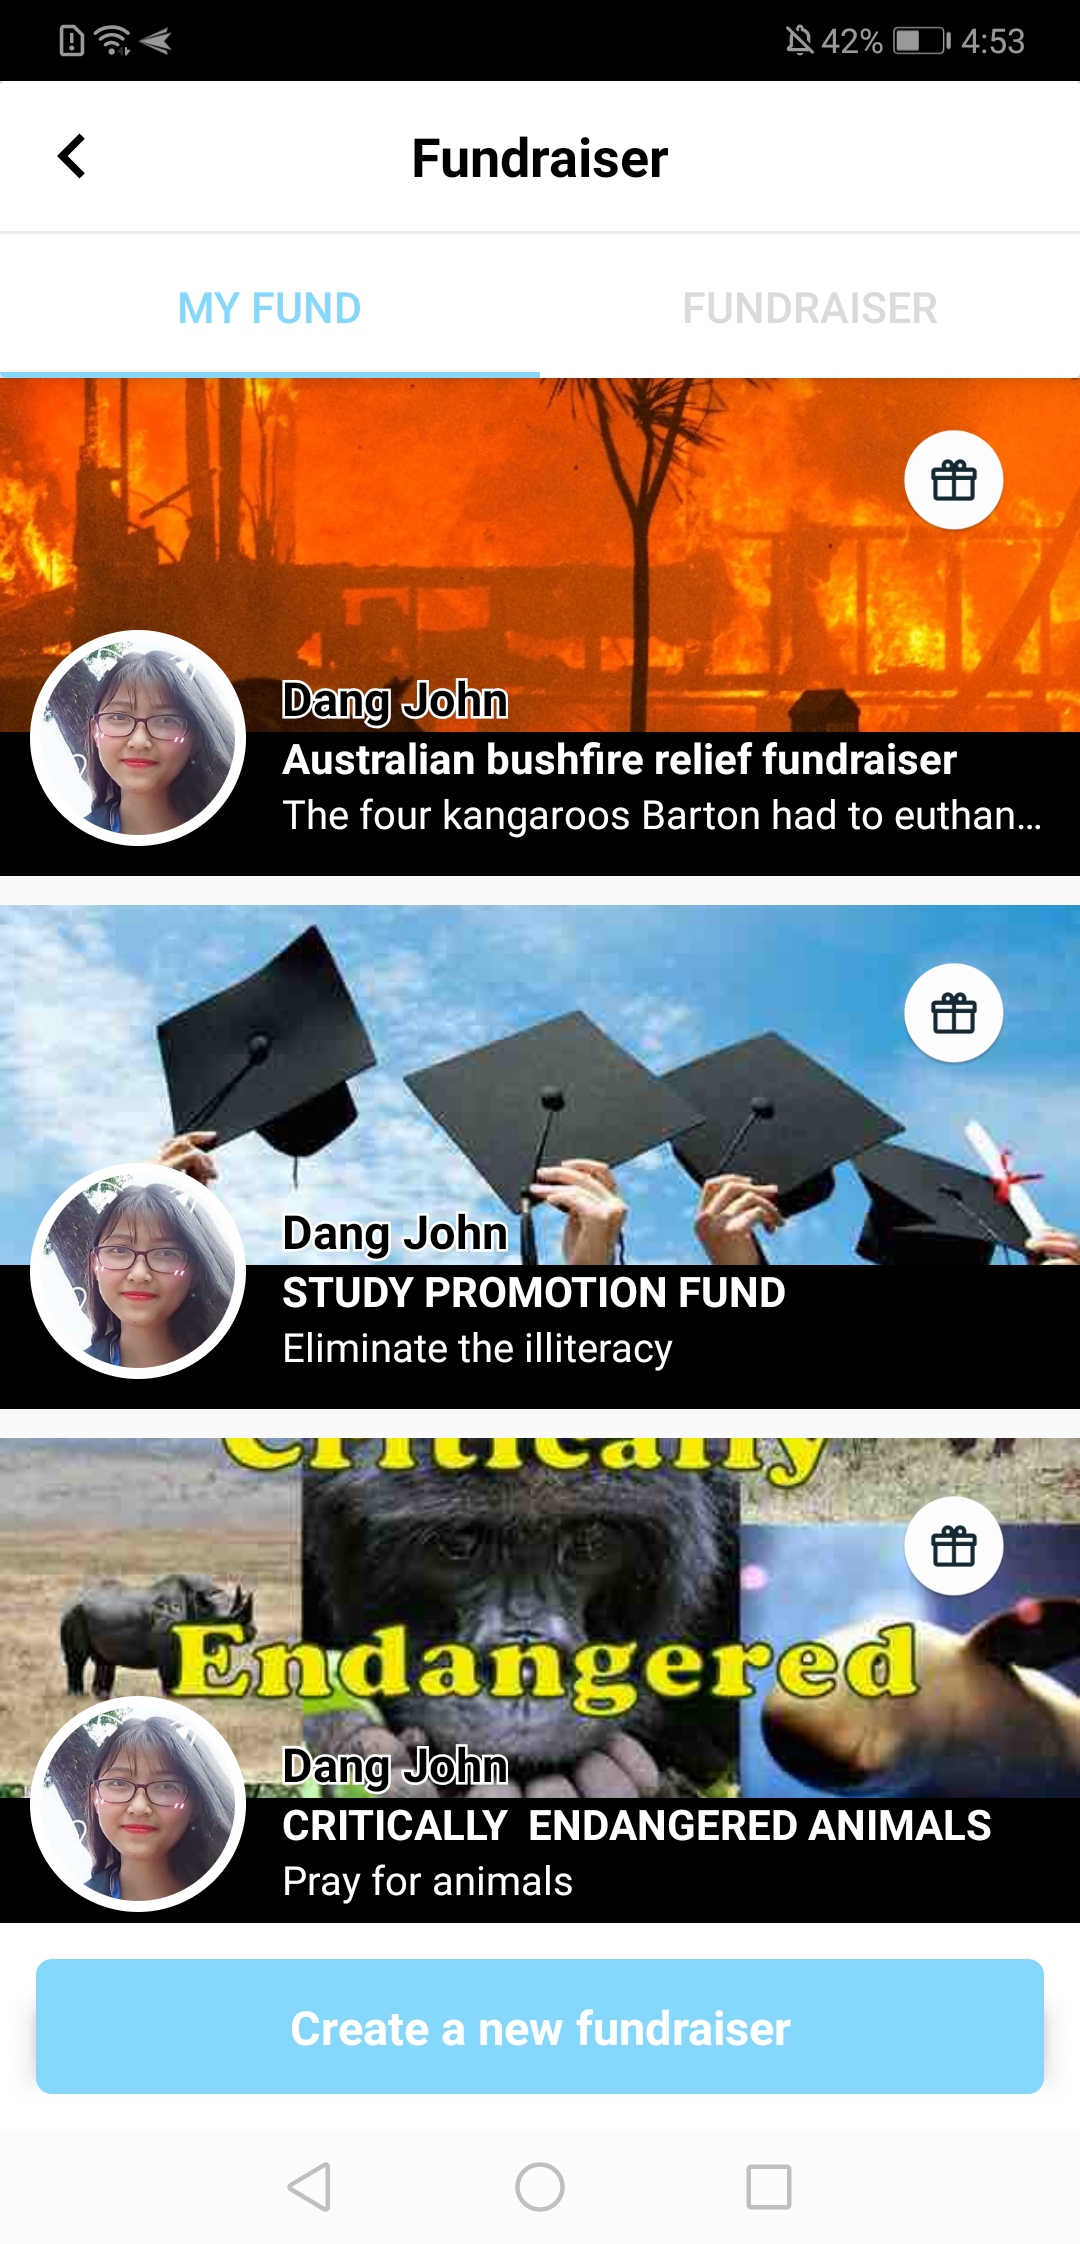 42% 4:53
Fundraiser
MY FUND
FUNDRAISER
Dang John
Australian bushfire relief fundraiser
The four kangaroos Barton had to euthan...
Dang John
STUDY PROMOTION FUND
Eliminate the illiteracy
Critically
Endangered
Dang John
CRITICALLY  ENDANGERED ANIMALS
Pray for animals
Create a new fundraiser